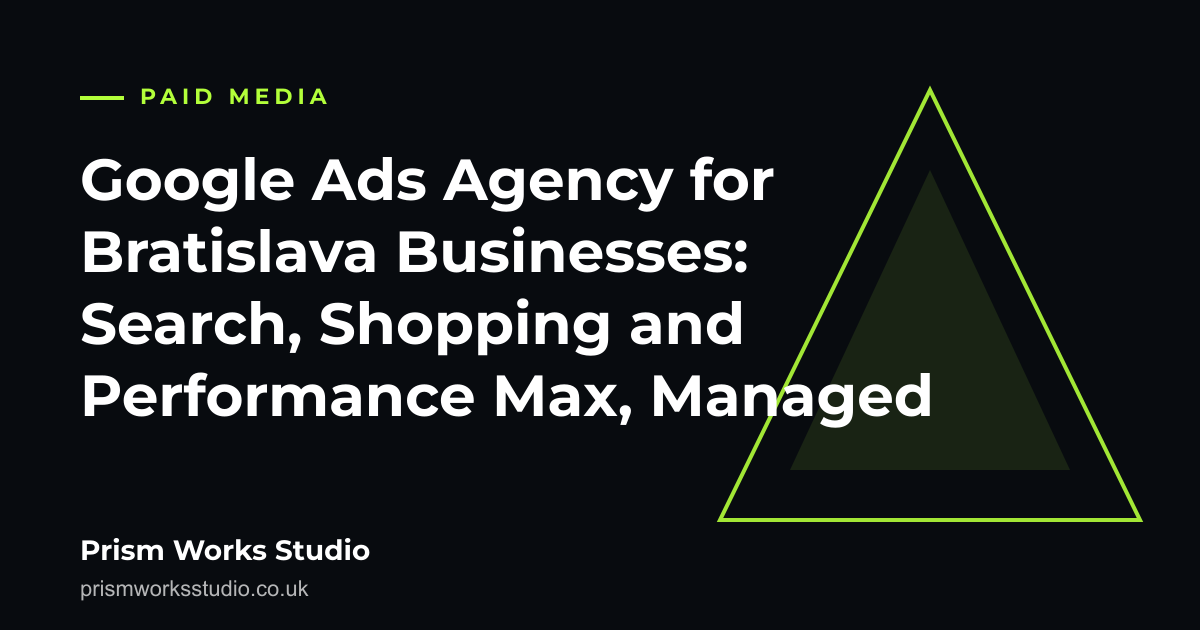 PAID MEDIA
Google Ads Agency for
Bratislava Businesses:
Search, Shopping and
Performance Max, Managed
Prism Works Studio
prismworksstudio.co.uk